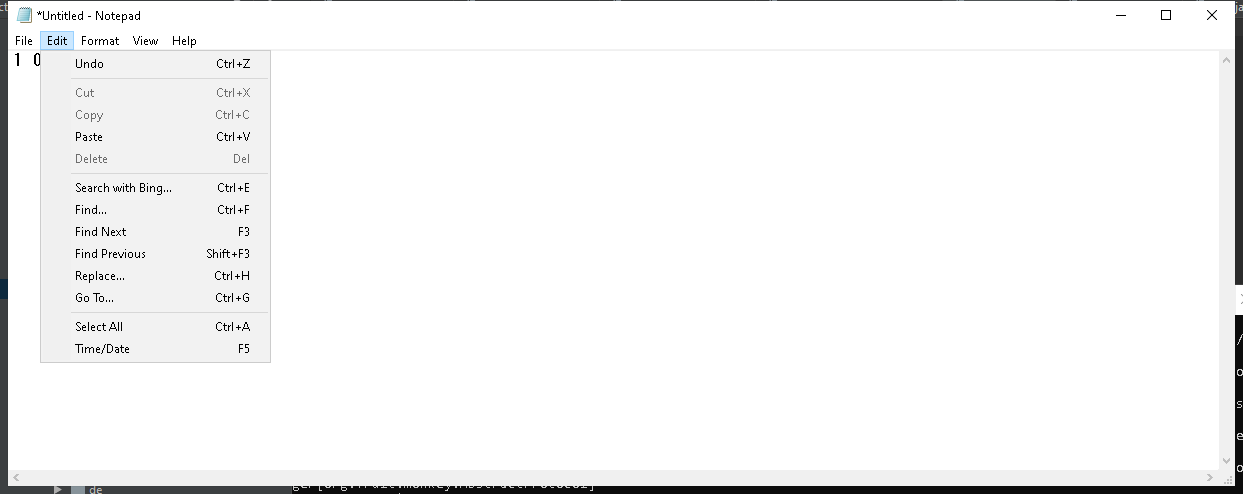 *Untitled - Notepad
File Edit Format View Help
1 0
Undo Ctrl+Z
Cut Ctrl+X
Copy Ctrl+C
Paste Ctrl+V
Delete Del
Search with Bing... Ctrl+E
Find... Ctrl+F
Find Next F3
Find Previous Shift+F3
Replace... Ctrl+H
Go To... Ctrl+G
Select All Ctrl+A
Time/Date F5
de